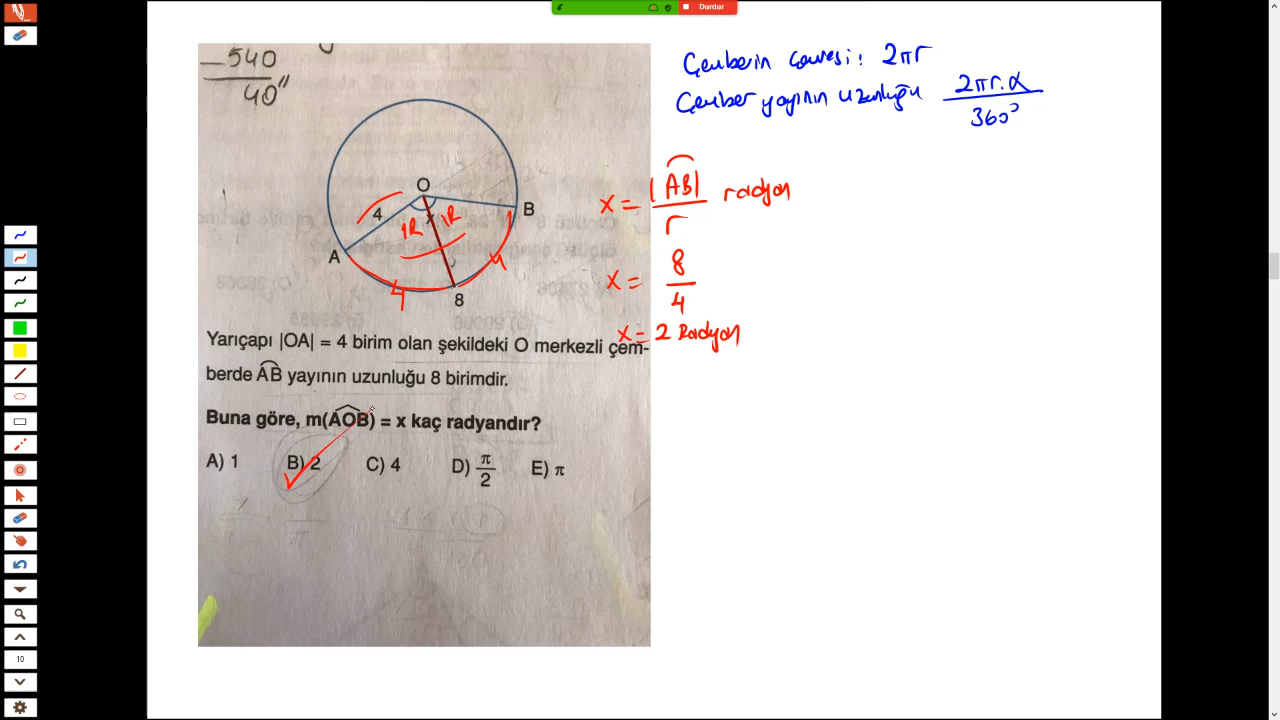 Durdur
540
40"
Çemberin çevresi: 2πr
Çember yayının uzunluğu 2πr.α / 360°
O
4
x
1R
1R
A
B
4
4
8
x = |AB| / r radyan
x = 8 / 4
x = 2 Radyan
Yarıçapı |OA| = 4 birim olan şekildeki O merkezli çem-
berde AB yayının uzunluğu 8 birimdir.
Buna göre, m(AOB) = x kaç radyandır?
A) 1 B) 2 C) 4 D) π/2 E) π
10